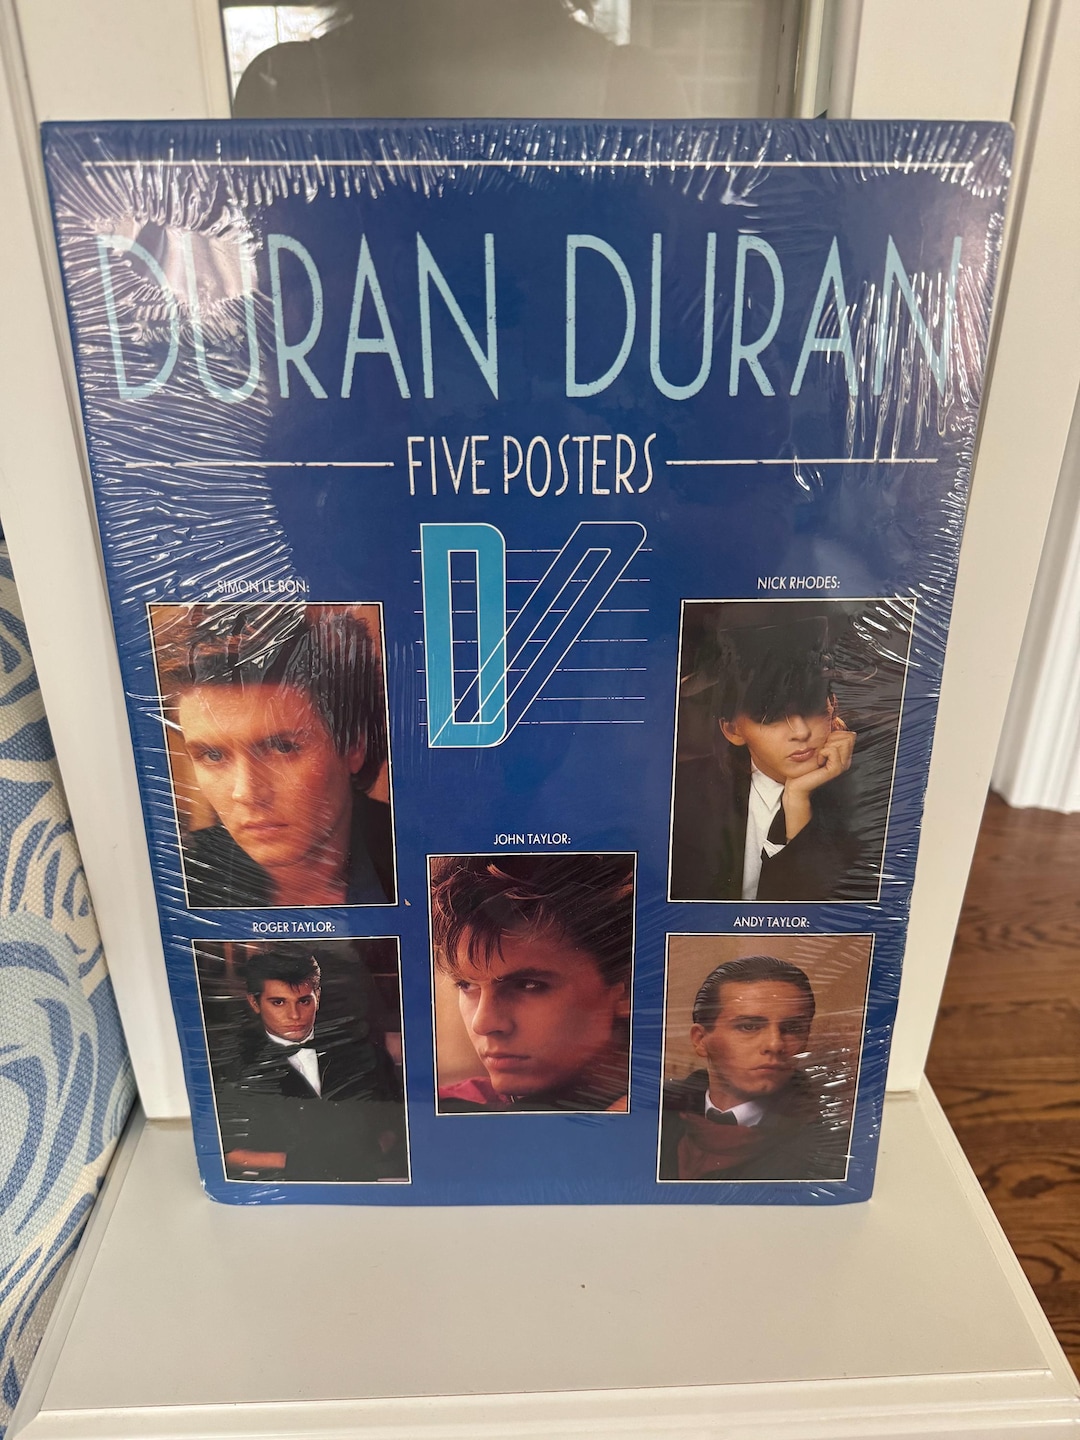 DURAN DURAN
FIVE POSTERS
D
SIMON LE BON:
NICK RHODES:
JOHN TAYLOR:
ROGER TAYLOR:
ANDY TAYLOR: